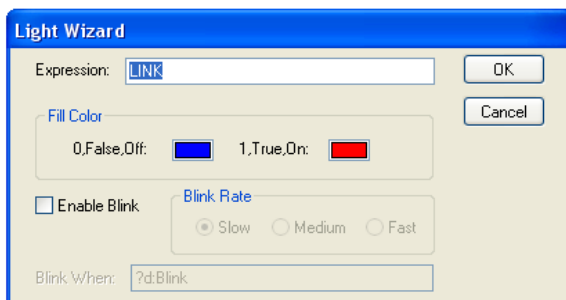 Light Wizard
Expression: LINK
OK
Cancel
Fill Color
0,False,Off: 1,True,On:
Enable Blink
Blink Rate
Slow Medium Fast
Blink When: ?d:Blink